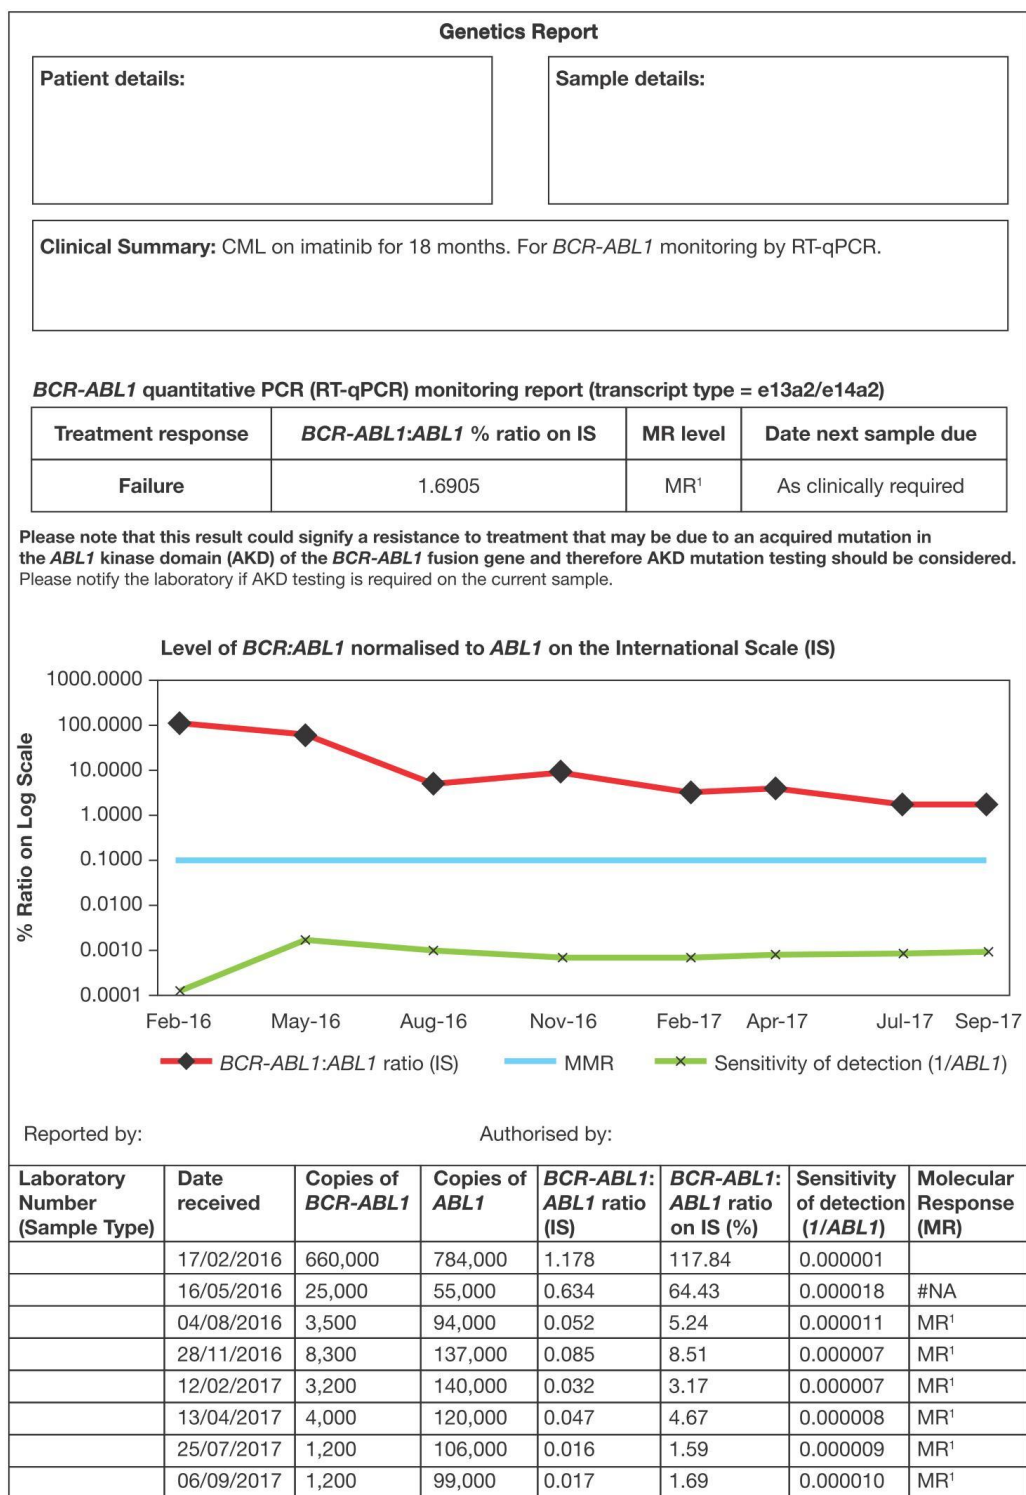 Genetics Report
Patient details:
Sample details:
Clinical Summary: CML on imatinib for 18 months. For BCR-ABL1 monitoring by RT-qPCR.
BCR-ABL1 quantitative PCR (RT-qPCR) monitoring report (transcript type = e13a2/e14a2)
Treatment response BCR-ABL1:ABL1 % ratio on IS MR level Date next sample due
Failure 1.6905 MR¹ As clinically required
Please note that this result could signify a resistance to treatment that may be due to an acquired mutation in
the ABL1 kinase domain (AKD) of the BCR-ABL1 fusion gene and therefore AKD mutation testing should be considered.
Please notify the laboratory if AKD testing is required on the current sample.
Level of BCR:ABL1 normalised to ABL1 on the International Scale (IS)
% Ratio on Log Scale
1000.0000
100.0000
10.0000
1.0000
0.1000
0.0100
0.0010
0.0001
Feb-16 May-16 Aug-16 Nov-16 Feb-17 Apr-17 Jul-17 Sep-17
BCR-ABL1:ABL1 ratio (IS) MMR Sensitivity of detection (1/ABL1)
Reported by: Authorised by:
Laboratory Date Copies of Copies of BCR-ABL1: BCR-ABL1: Sensitivity Molecular
Number received BCR-ABL1 ABL1 ABL1 ratio ABL1 ratio of detection Response
(Sample Type) (IS) on IS (%) (1/ABL1) (MR)
17/02/2016 660,000 784,000 1.178 117.84 0.000001
16/05/2016 25,000 55,000 0.634 64.43 0.000018 #NA
04/08/2016 3,500 94,000 0.052 5.24 0.000011 MR¹
28/11/2016 8,300 137,000 0.085 8.51 0.000007 MR¹
12/02/2017 3,200 140,000 0.032 3.17 0.000007 MR¹
13/04/2017 4,000 120,000 0.047 4.67 0.000008 MR¹
25/07/2017 1,200 106,000 0.016 1.59 0.000009 MR¹
06/09/2017 1,200 99,000 0.017 1.69 0.000010 MR¹